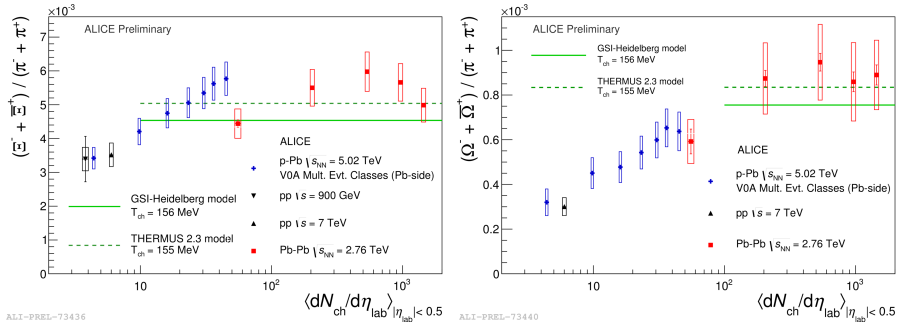 ×10⁻³
ALICE Preliminary
(Ξ⁻ + Ξ̅⁺) / (π⁻ + π⁺)
7
6
5
4
3
2
1
0
ALICE
p-Pb √s_NN = 5.02 TeV
V0A Mult. Evt. Classes (Pb-side)
pp √s = 900 GeV
pp √s = 7 TeV
Pb-Pb √s_NN = 2.76 TeV
GSI-Heidelberg model
T_ch = 156 MeV
THERMUS 2.3 model
T_ch = 155 MeV
10
10²
10³
⟨dN_ch/dη_lab⟩_|η_lab|< 0.5
ALI-PREL-73436
×10⁻³
ALICE Preliminary
(Ω⁻ + Ω̅⁺) / (π⁻ + π⁺)
1
0.8
0.6
0.4
0.2
0
GSI-Heidelberg model
T_ch = 156 MeV
THERMUS 2.3 model
T_ch = 155 MeV
ALICE
p-Pb √s_NN = 5.02 TeV
V0A Mult. Evt. Classes (Pb-side)
pp √s = 7 TeV
Pb-Pb √s_NN = 2.76 TeV
10
10²
10³
⟨dN_ch/dη_lab⟩_|η_lab|< 0.5
ALI-PREL-73440